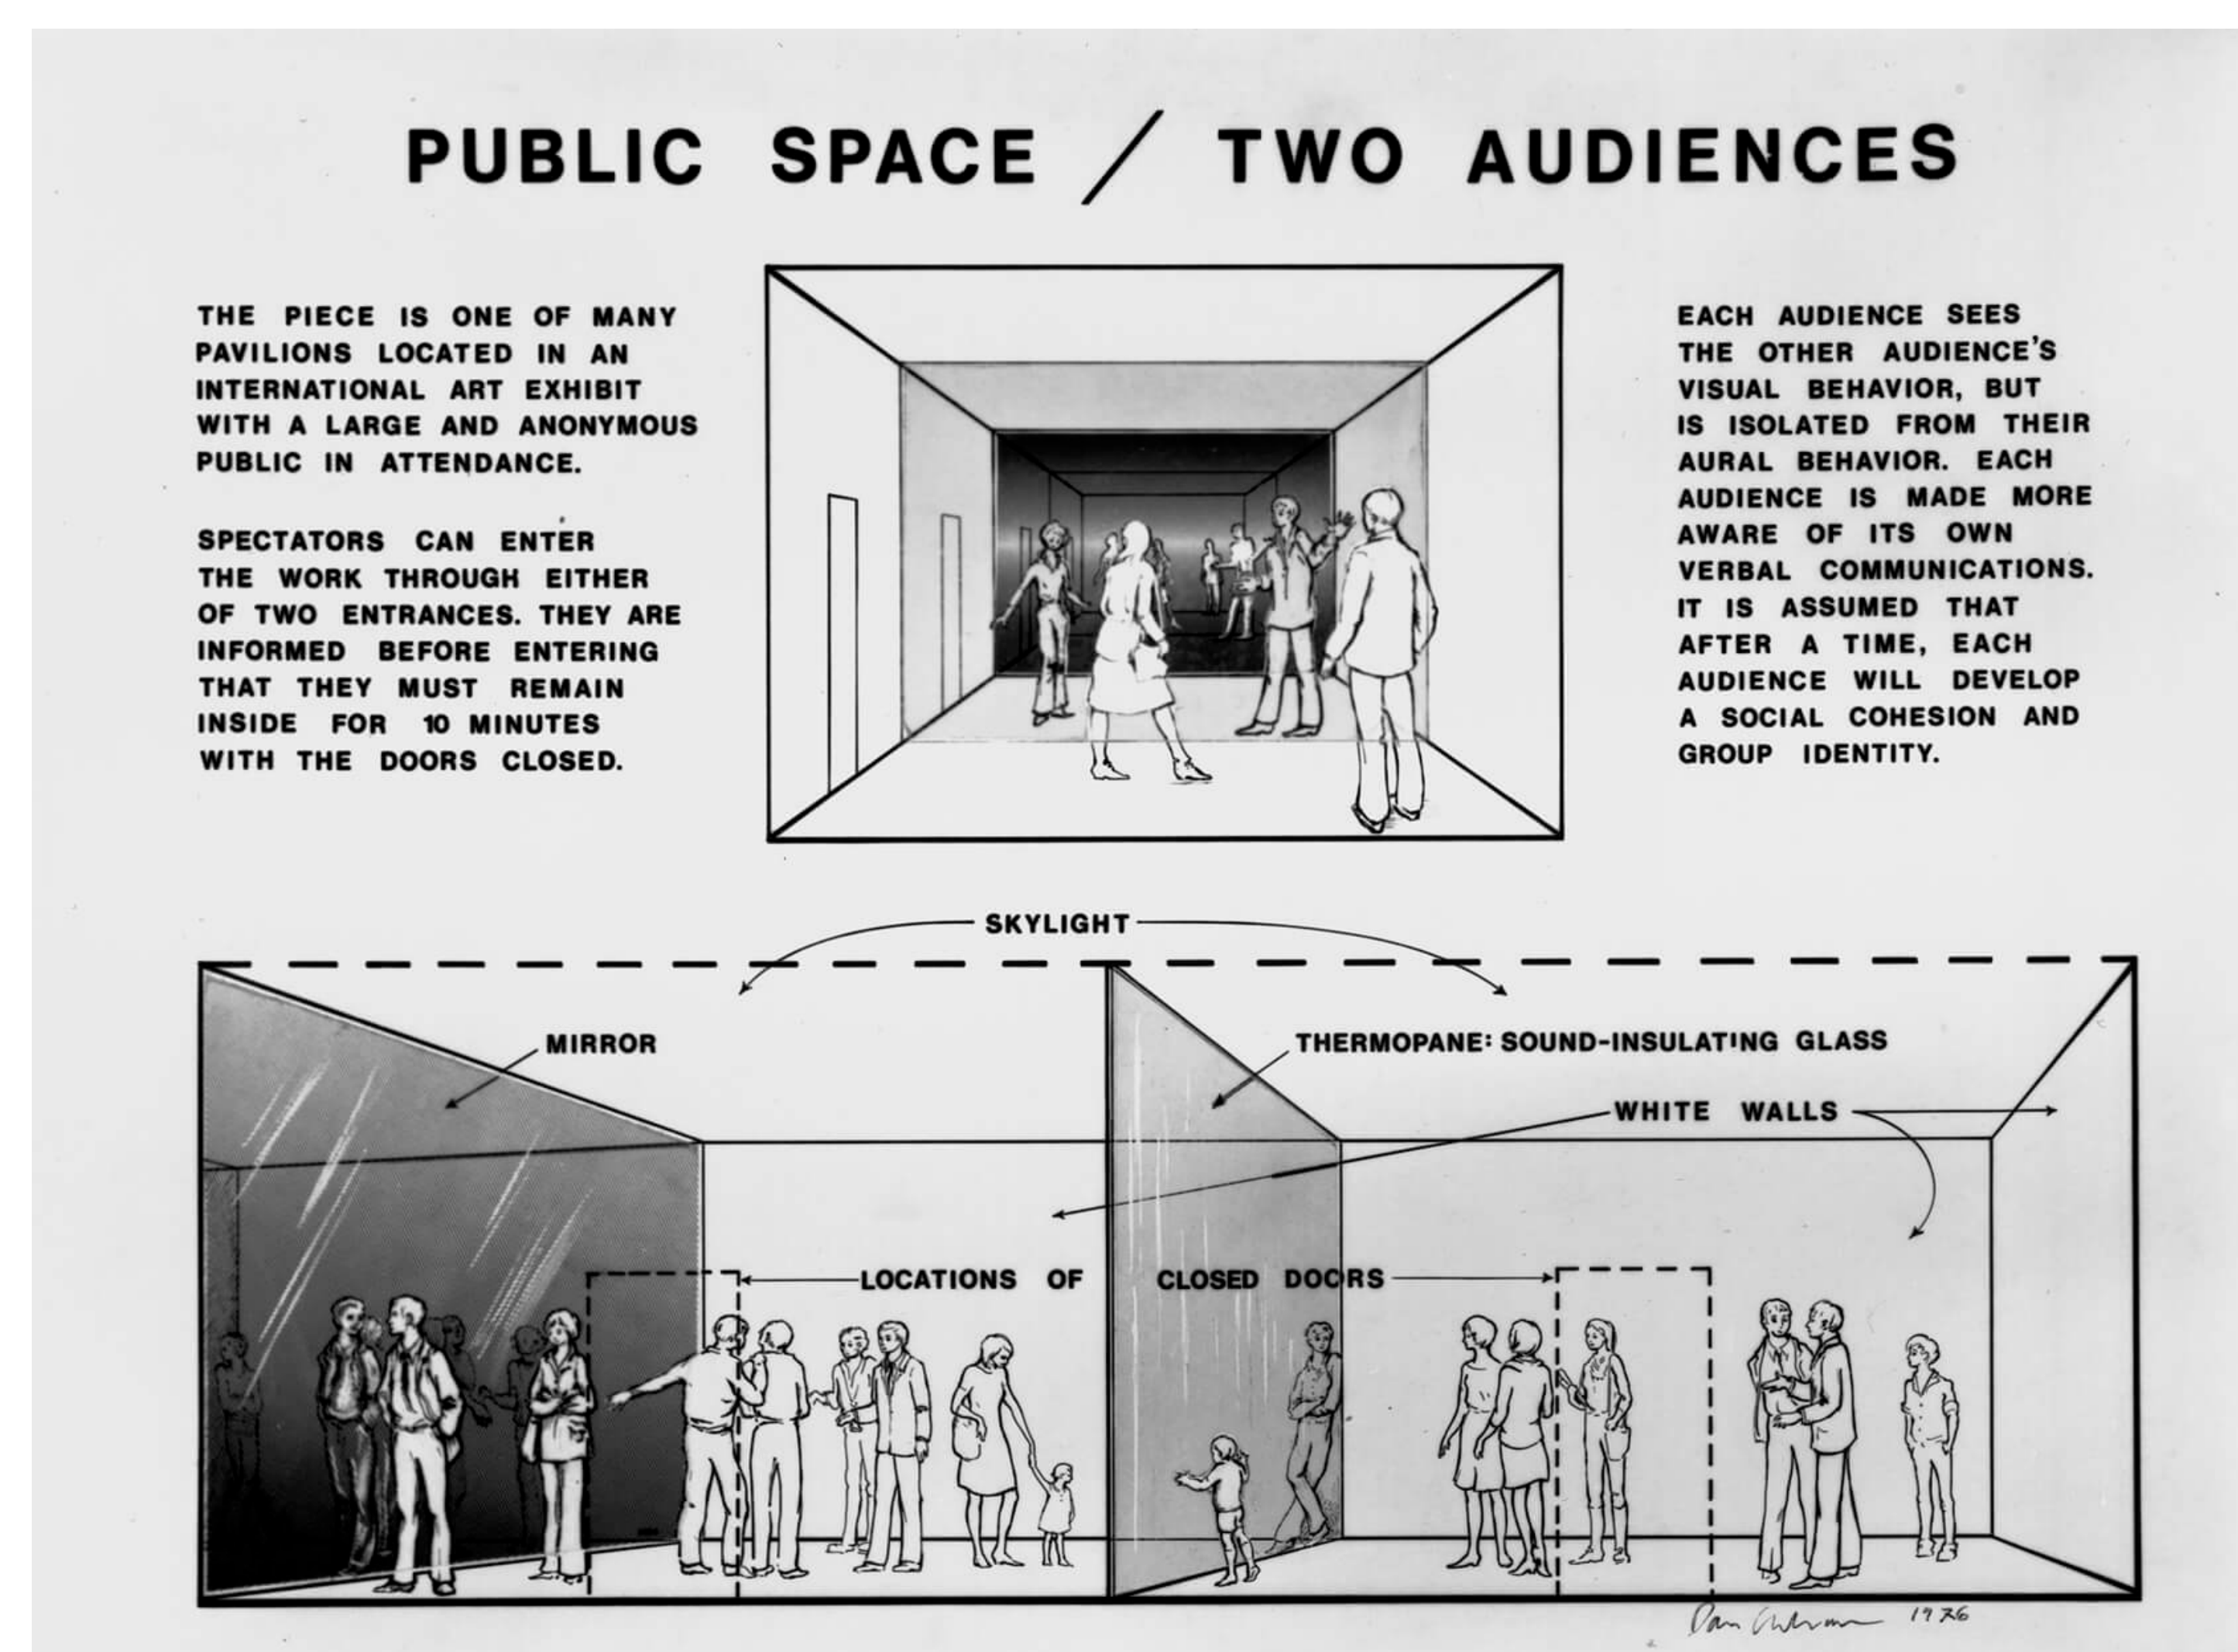 PUBLIC SPACE / TWO AUDIENCES
THE PIECE IS ONE OF MANY
PAVILIONS LOCATED IN AN
INTERNATIONAL ART EXHIBIT
WITH A LARGE AND ANONYMOUS
PUBLIC IN ATTENDANCE.
SPECTATORS CAN ENTER
THE WORK THROUGH EITHER
OF TWO ENTRANCES. THEY ARE
INFORMED BEFORE ENTERING
THAT THEY MUST REMAIN
INSIDE FOR 10 MINUTES
WITH THE DOORS CLOSED.
EACH AUDIENCE SEES
THE OTHER AUDIENCE'S
VISUAL BEHAVIOR, BUT
IS ISOLATED FROM THEIR
AURAL BEHAVIOR. EACH
AUDIENCE IS MADE MORE
AWARE OF ITS OWN
VERBAL COMMUNICATIONS.
IT IS ASSUMED THAT
AFTER A TIME, EACH
AUDIENCE WILL DEVELOP
A SOCIAL COHESION AND
GROUP IDENTITY.
SKYLIGHT
MIRROR
THERMOPANE: SOUND-INSULATING GLASS
WHITE WALLS
LOCATIONS OF CLOSED DOORS
Dan 1976